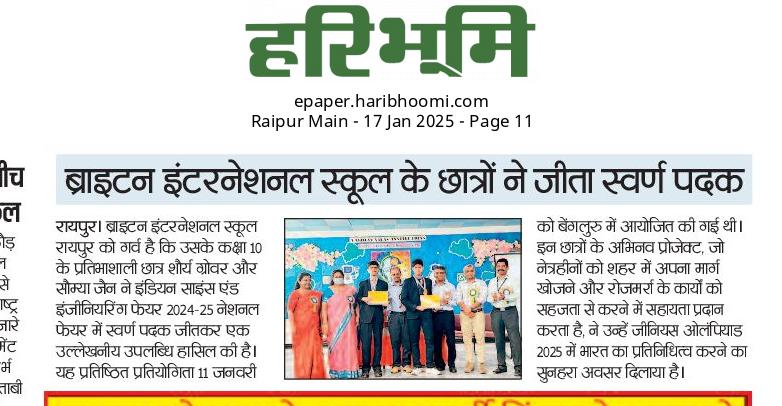 हरिभूमि
epaper.haribhoomi.com
Raipur Main - 17 Jan 2025 - Page 11
ब्राइटन इंटरनेशनल स्कूल के छात्रों ने जीता स्वर्ण पदक
रायपुर। ब्राइटन इंटरनेशनल स्कूल
रायपुर को गर्व है कि उसके कक्षा 10
के प्रतिभाशाली छात्र शौर्य ग्रोवर और
सौम्या जैन ने इंडियन साइंस एंड
इंजीनियरिंग फेयर 2024-25 नेशनल
फेयर में स्वर्ण पदक जीतकर एक
उल्लेखनीय उपलब्धि हासिल की है।
यह प्रतिष्ठित प्रतियोगिता 11 जनवरी
को बेंगलुरु में आयोजित की गई थी।
इन छात्रों के अभिनव प्रोजेक्ट, जो
नेत्रहीनों को शहर में अपना मार्ग
खोजने और रोजमर्रा के कार्यों को
सहजता से करने में सहायता प्रदान
करता है, ने उन्हें जीनियस ओलंपियाड
2025 में भारत का प्रतिनिधित्व करने का
सुनहरा अवसर दिलाया है।